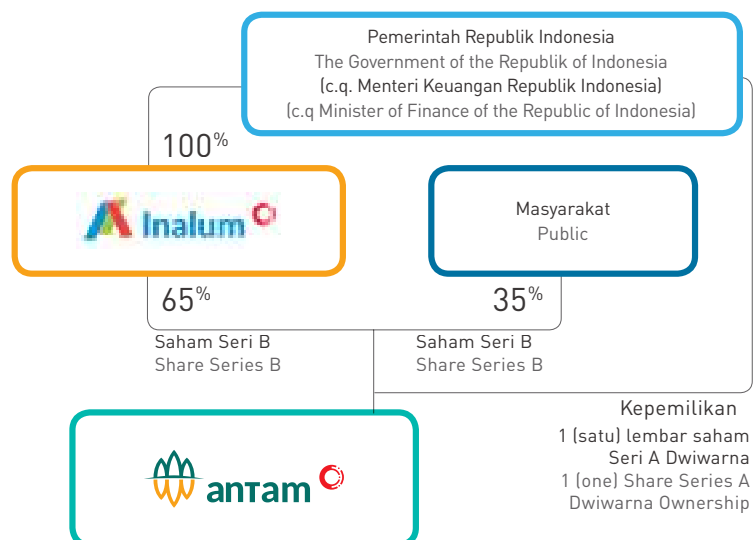 Pemerintah Republik Indonesia
The Government of the Republik of Indonesia
(c.q. Menteri Keuangan Republik Indonesia)
(c.q Minister of Finance of the Republic of Indonesia)
100%
Inalum
Masyarakat
Public
65%
35%
Saham Seri B
Share Series B
Saham Seri B
Share Series B
Kepemilikan
1 (satu) lembar saham
Seri A Dwiwarna
1 (one) Share Series A
Dwiwarna Ownership
antam